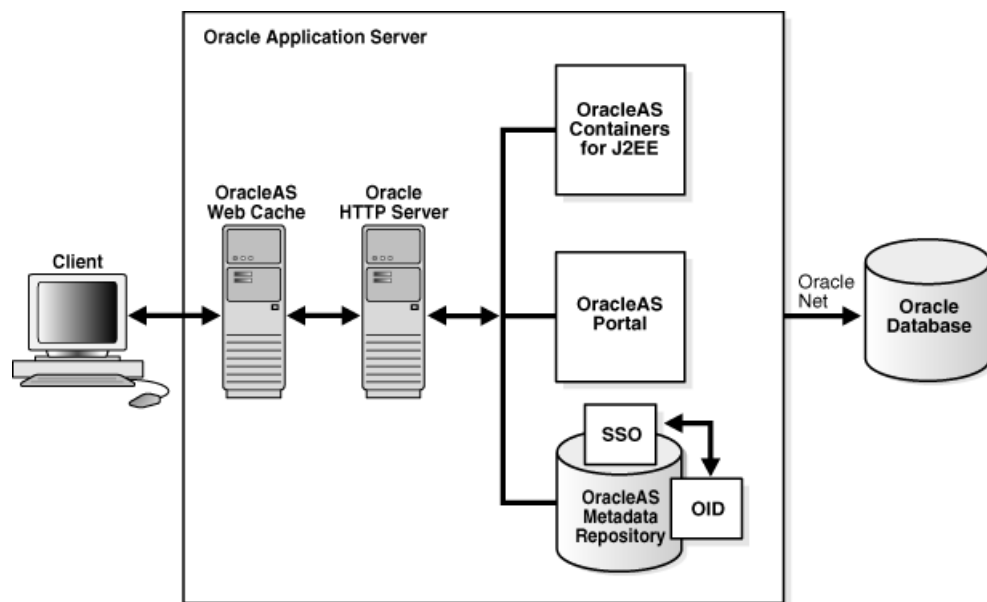 Oracle Application Server
OracleAS
Containers
for J2EE
OracleAS
Web Cache
Oracle
HTTP Server
Client
OracleAS
Portal
Oracle
Net
Oracle
Database
SSO
OracleAS
Metadata
Repository
OID